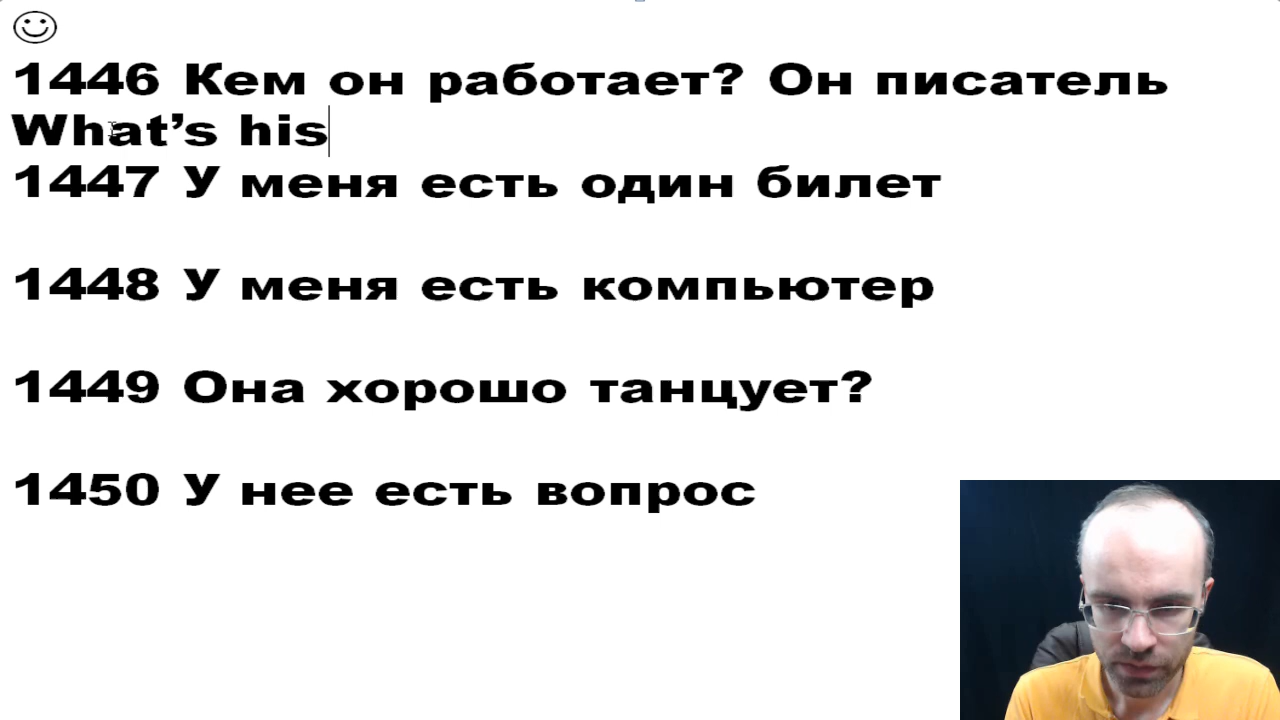 1446 Кем он работает? Он писатель
What’s his
1447 У меня есть один билет
1448 У меня есть компьютер
1449 Она хорошо танцует?
1450 У нее есть вопрос